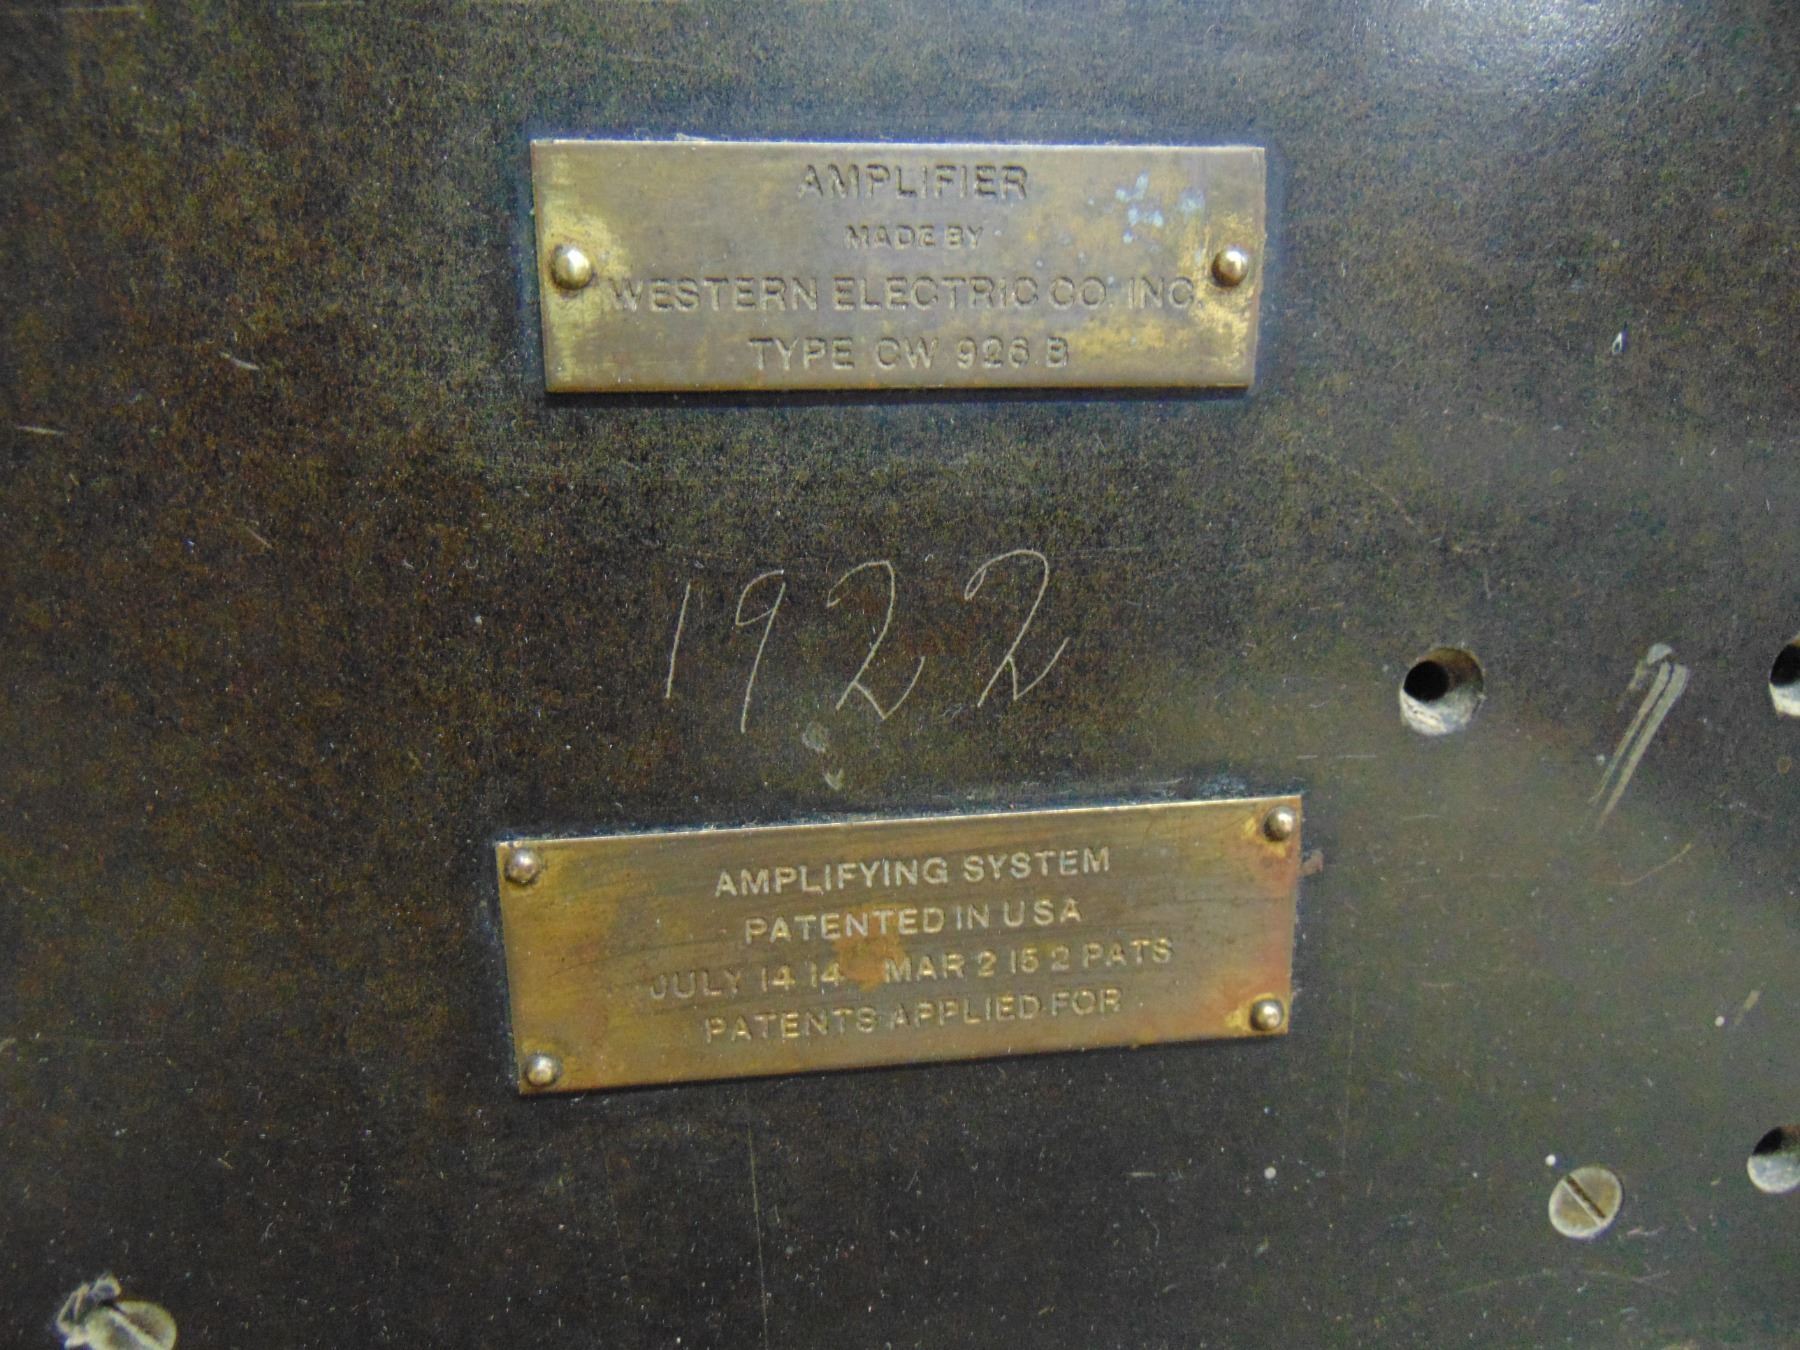 AMPLIFIER
MADE BY
WESTERN ELECTRIC CO. INC.
TYPE CW 926 B
1922
AMPLIFYING SYSTEM
PATENTED IN USA
JULY 14 14 MAR 2 15 2 PATS
PATENTS APPLIED FOR